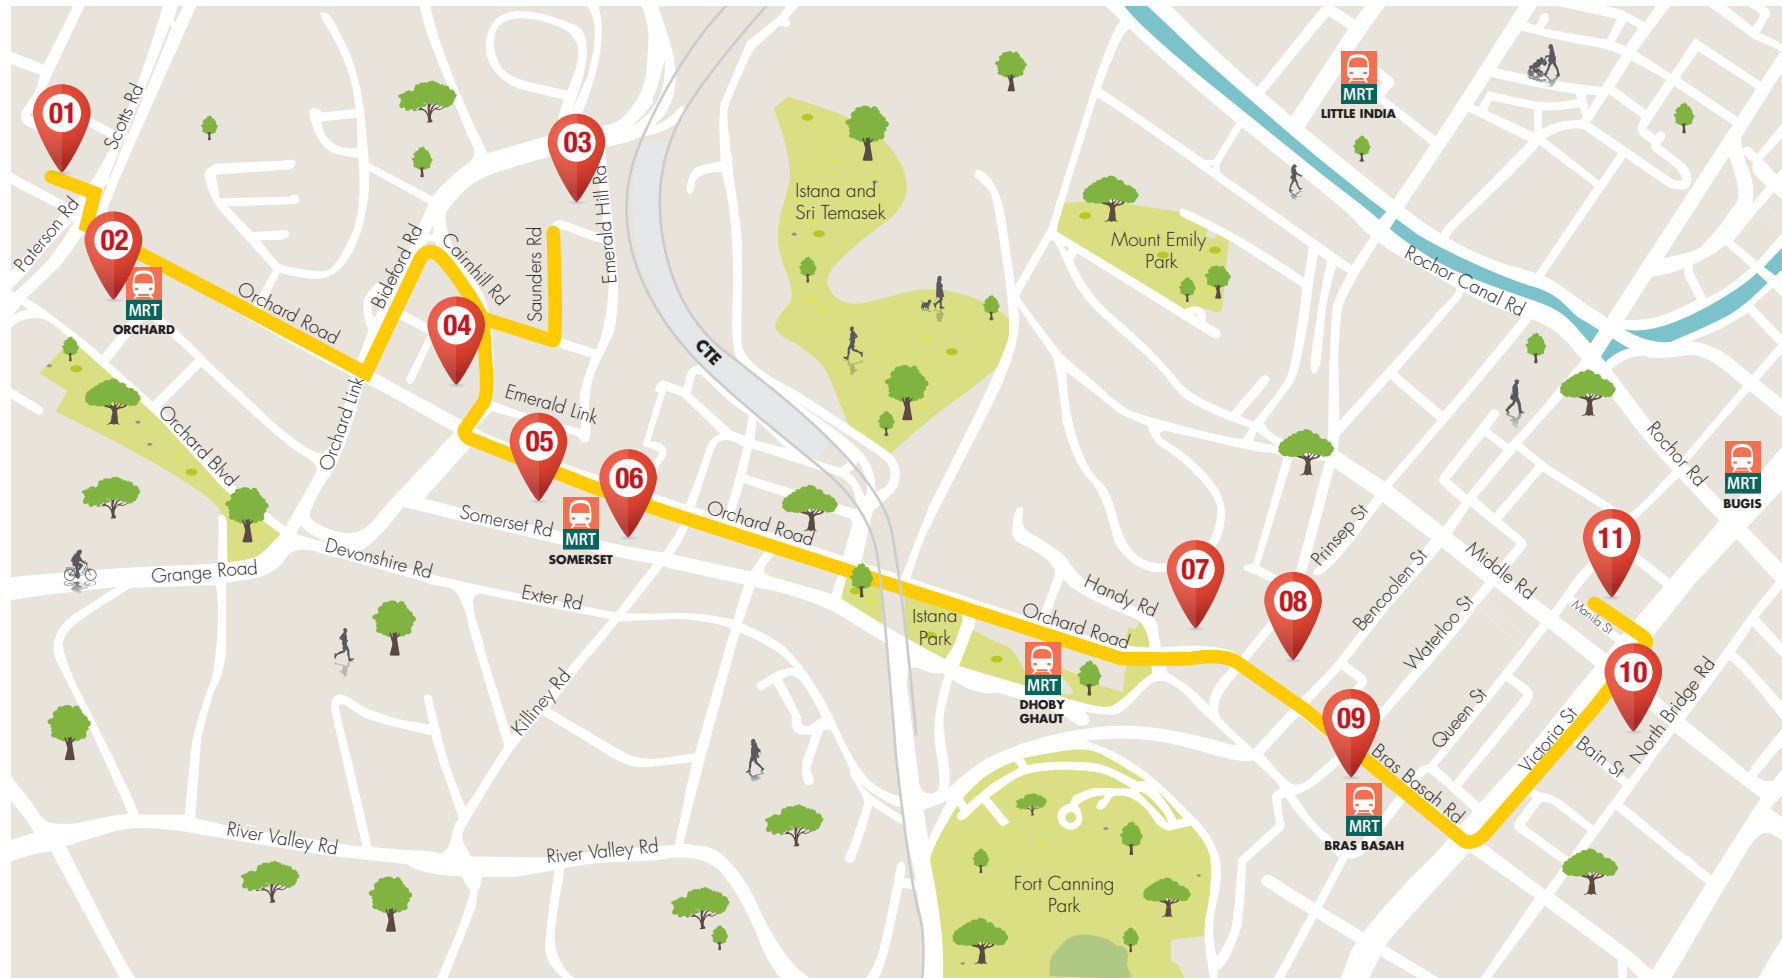 01
Scotts Rd
03
MRT
LITTLE INDIA
Paterson Rd
02
MRT
ORCHARD
Orchard Road
Bideford Rd
Cairnhill Rd
Saunders Rd
Emerald Hill Rd
Istana and
Sri Temasek
Mount Emily
Park
Rochor Canal Rd
04
CTE
Orchard Link
Emerald Link
Orchard Blvd
05
06
Rochor Rd
MRT
BUGIS
Somerset Rd
MRT
SOMERSET
Orchard Road
Prinsep St
11
Grange Road
Devonshire Rd
Exter Rd
Istana
Park
Orchard Road
Handy Rd
07
08
Bencoolen St
Middle Rd
Manila St
Waterloo St
MRT
DHOBY
GHAUT
10
Killiney Rd
09
Queen St
Victoria St
Bain St
North Bridge Rd
Bras Basah Rd
MRT
BRAS BASAH
River Valley Rd
River Valley Rd
Fort Canning
Park